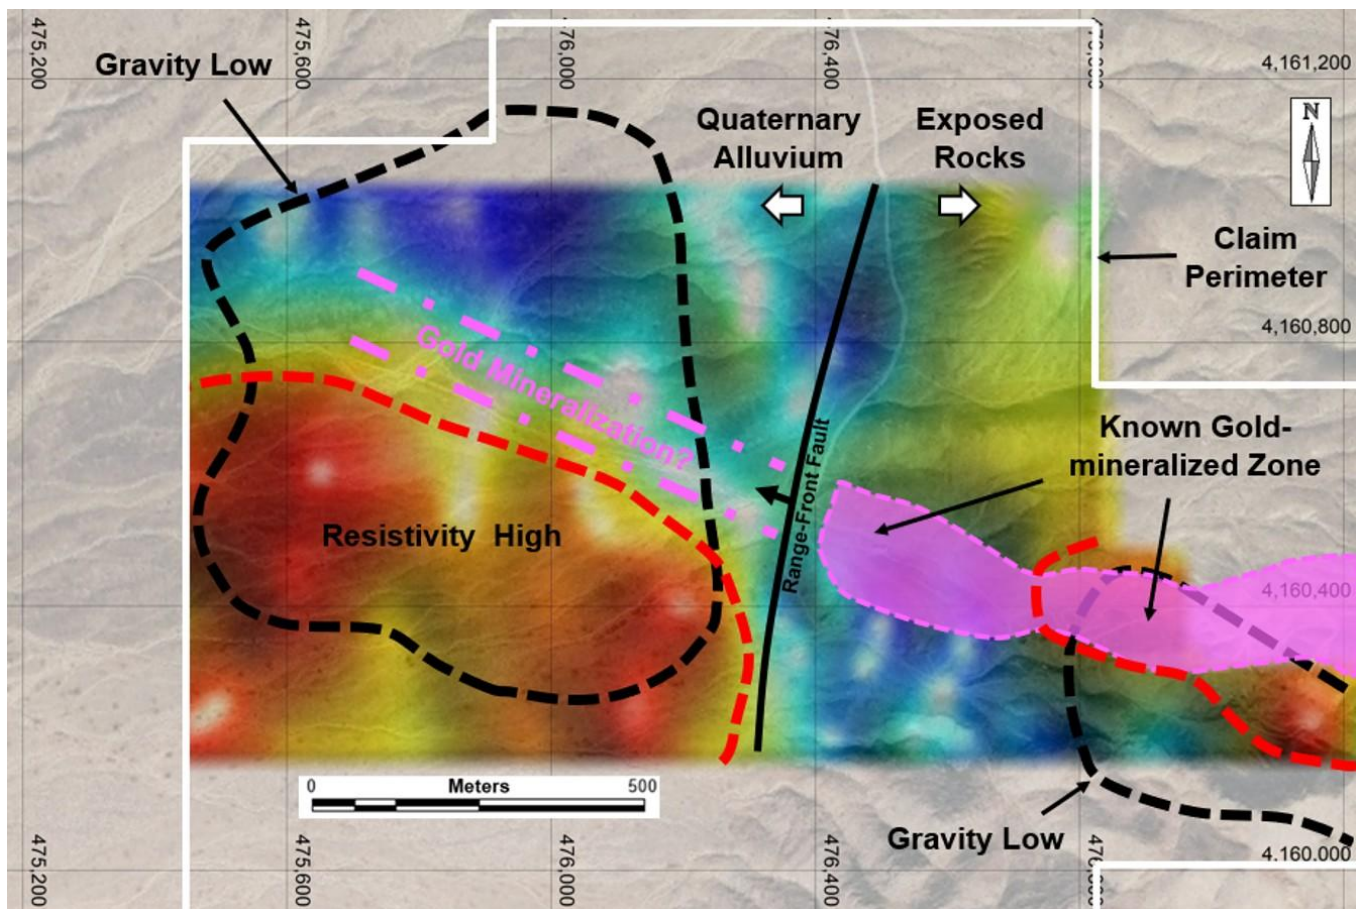 475,200
475,600
476,000
476,400
4,161,200
Gravity Low
Quaternary
Alluvium
Exposed
Rocks
N
Claim
Perimeter
4,160,800
Gold Mineralization?
Known Gold-
mineralized Zone
Range-Front Fault
Resistivity High
4,160,400
Meters
0
500
Gravity Low
4,160,000
475,200
475,600
476,000
476,400